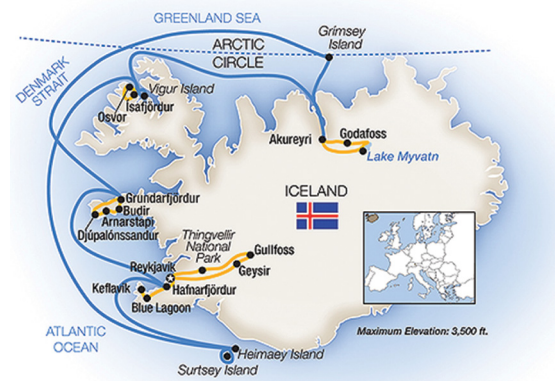 GREENLAND SEA
Grimsey
Island
ARCTIC
CIRCLE
DENMARK
STRAIT
Vigur Island
Isafjördur
Osvor
Akureyri
Godafoss
Lake Myvatn
Grundarfjördur
Budir
Arnarstapi
Djúpalónssandur
ICELAND
Thingvellir
National
Park
Gullfoss
Geysir
Reykjavik
Keflavik
Hafnarfjördur
Blue Lagoon
ATLANTIC
OCEAN
Heimaey Island
Surtsey Island
Maximum Elevation: 3,500 ft.